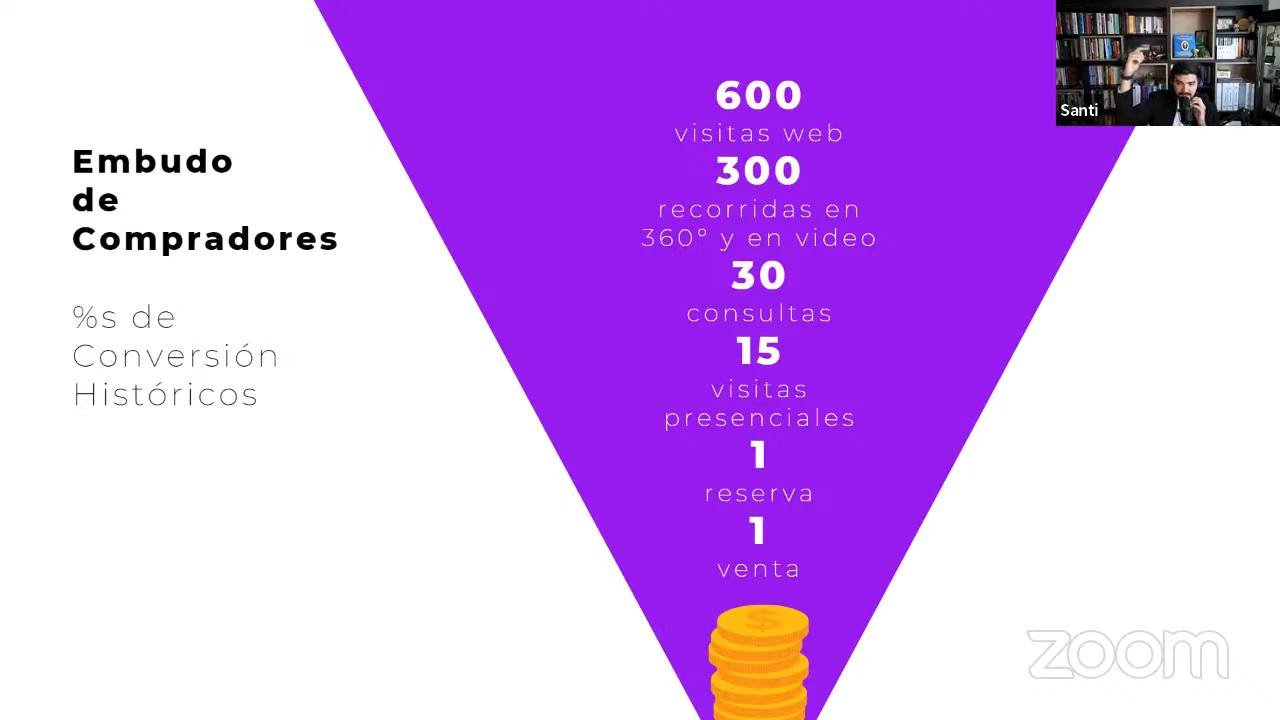 Embudo
de
Compradores
%s de
Conversión
Históricos
600
visitas web
300
recorridas en
360º y en video
30
consultas
15
visitas
presenciales
1
reserva
1
venta
$
Santi
zoom